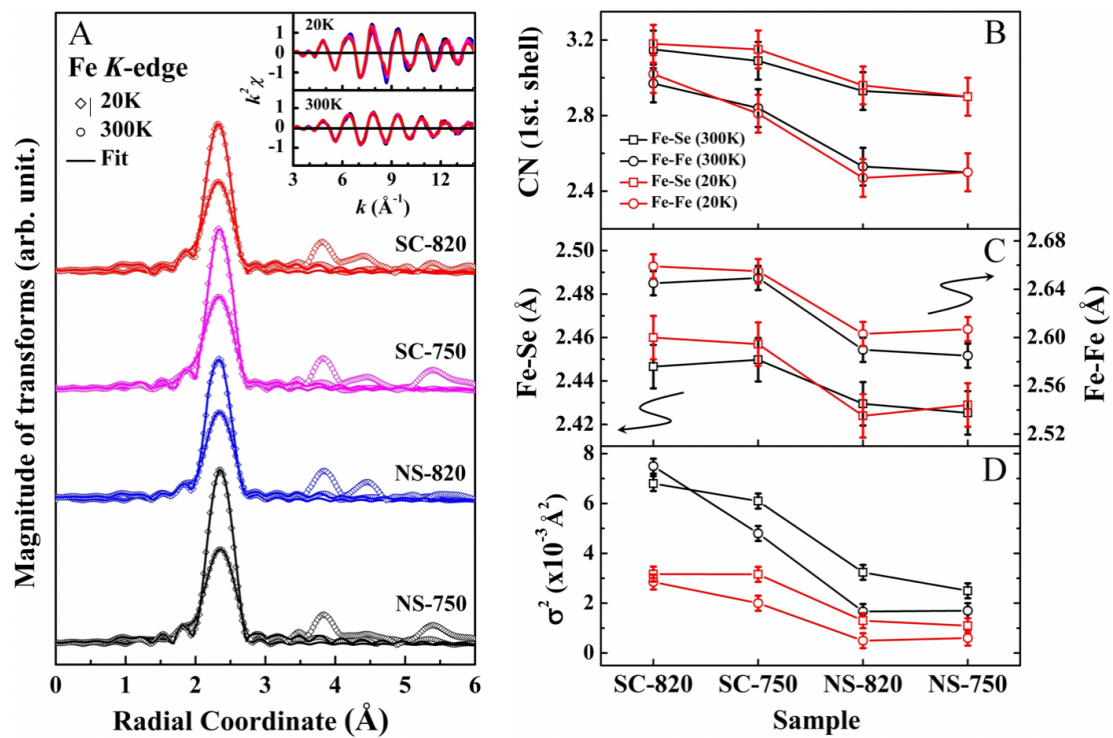 A
Fe K-edge
20K
300K
Fit
20K
1
0
-1
k²χ
300K
1
0
-1
3 6 9 12
k (Å⁻¹)
SC-820
SC-750
NS-820
NS-750
Magnitude of transforms (arb. unit.)
0 1 2 3 4 5 6
Radial Coordinate (Å)
B
3.2
2.8
2.4
CN (1st. shell)
Fe-Se (300K)
Fe-Fe (300K)
Fe-Se (20K)
Fe-Fe (20K)
C
2.50
2.48
2.46
2.44
2.42
Fe-Se (Å)
2.68
2.64
2.60
2.56
2.52
Fe-Fe (Å)
D
8
6
4
2
0
σ² (x10⁻³Å²)
SC-820 SC-750 NS-820 NS-750
Sample